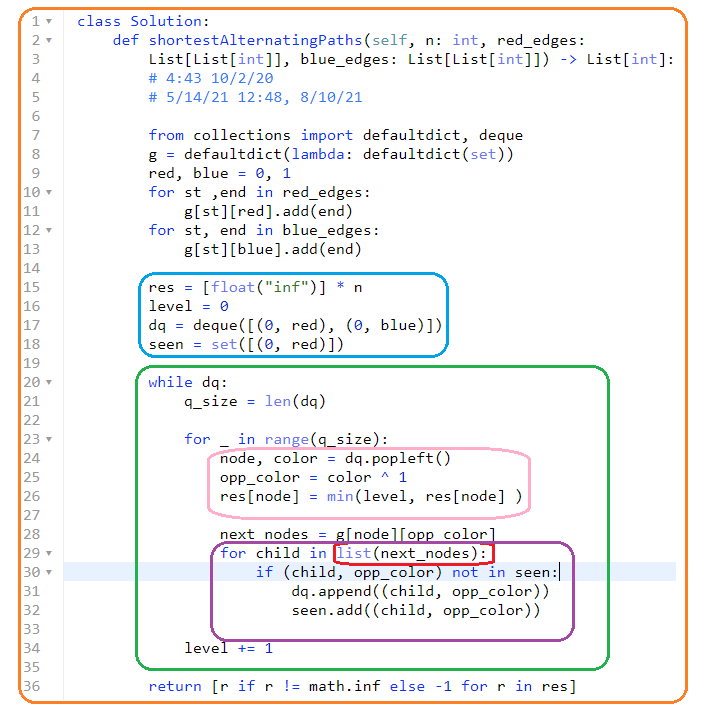 1 class Solution:
2 def shortestAlternatingPaths(self, n: int, red_edges:
3 List[List[int]], blue_edges: List[List[int]]) -> List[int]:
4 # 4:43 10/2/20
5 # 5/14/21 12:48, 8/10/21
6
7 from collections import defaultdict, deque
8 g = defaultdict(lambda: defaultdict(set))
9 red, blue = 0, 1
10 for st ,end in red_edges:
11 g[st][red].add(end)
12 for st, end in blue_edges:
13 g[st][blue].add(end)
14
15 res = [float("inf")] * n
16 level = 0
17 dq = deque([(0, red), (0, blue)])
18 seen = set([(0, red)])
19
20 while dq:
21 q_size = len(dq)
22
23 for _ in range(q_size):
24 node, color = dq.popleft()
25 opp_color = color ^ 1
26 res[node] = min(level, res[node] )
27
28 next_nodes = g[node][opp_color]
29 for child in list(next_nodes):
30 if (child, opp_color) not in seen:
31 dq.append((child, opp_color))
32 seen.add((child, opp_color))
33
34 level += 1
35
36 return [r if r != math.inf else -1 for r in res]